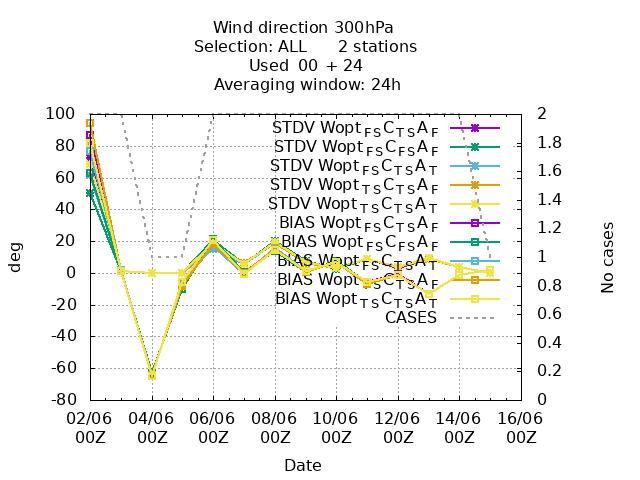 Wind direction 300hPa
Selection: ALL 2 stations
Used 00 + 24
Averaging window: 24h
100 2
80 1.8
60 1.6
40 1.4
20 1.2
0 1
-20 0.8
-40 0.6
-60 0.4
-80 0.2
0
deg
No cases
STDV Wopt FS C TS A F
STDV Wopt FS C FS A F
STDV Wopt FS C TS A T
STDV Wopt TS C TS A F
STDV Wopt TS C TS A T
BIAS Wopt FS C TS A F
BIAS Wopt FS C FS A F
BIAS Wopt FS C TS A T
BIAS Wopt TS C TS A F
BIAS Wopt TS C TS A T
CASES
02/06 04/06 06/06 08/06 10/06 12/06 14/06 16/06
00Z 00Z 00Z 00Z 00Z 00Z 00Z 00Z
Date